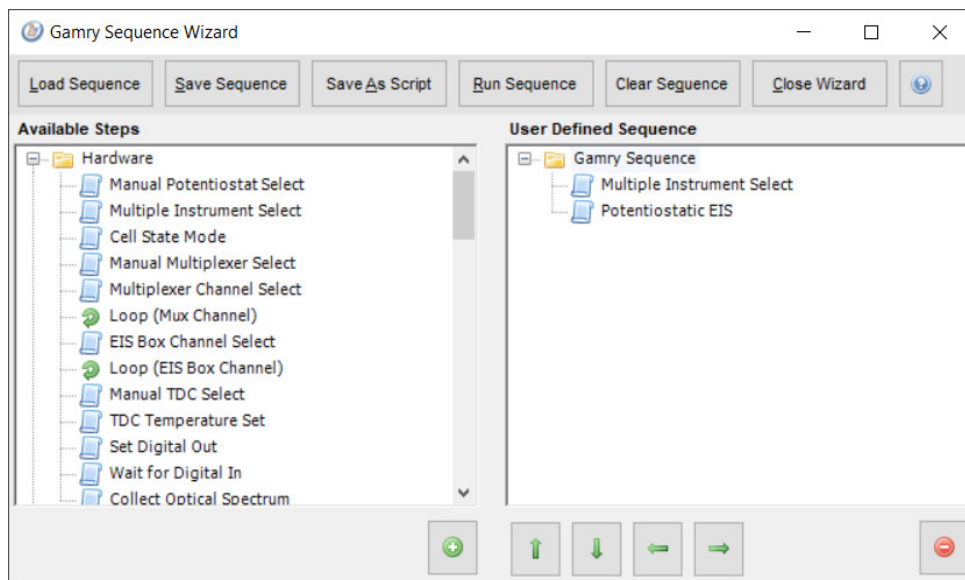 Gamry Sequence Wizard
Load Sequence
Save Sequence
Save As Script
Run Sequence
Clear Sequence
Close Wizard
Available Steps
Hardware
Manual Potentiostat Select
Multiple Instrument Select
Cell State Mode
Manual Multiplexer Select
Multiplexer Channel Select
Loop (Mux Channel)
EIS Box Channel Select
Loop (EIS Box Channel)
Manual TDC Select
TDC Temperature Set
Set Digital Out
Wait for Digital In
Collect Optical Spectrum
User Defined Sequence
Gamry Sequence
Multiple Instrument Select
Potentiostatic EIS